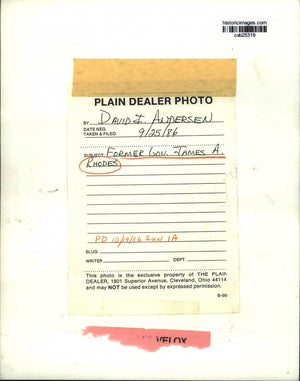 historicimages.com
cvb25319
PLAIN DEALER PHOTO
BY DAVID I. ANDERSEN
DATE NEG.
TAKEN & FILED: 9/25/86
SUBJECT: FORMER GOV. JAMES A.
RHODES
PD 10/19/86 SUN 1A
SLUG
WRITER DEPT.
This photo is the exclusive property of THE PLAIN
DEALER, 1801 Superior Avenue, Cleveland, Ohio 44114
and may NOT be used except by expressed permission.
VELOX